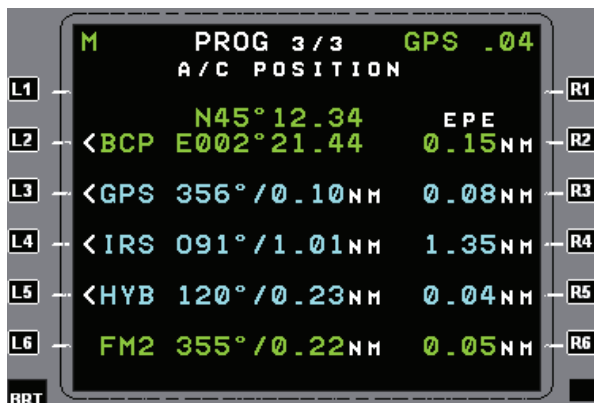 M PROG 3/3 GPS .04
A/C POSITION
L1 R1
N45°12.34 EPE
L2 <BCP E002°21.44 0.15NM R2
L3 <GPS 356°/0.10NM 0.08NM R3
L4 <IRS 091°/1.01NM 1.35NM R4
L5 <HYB 120°/0.23NM 0.04NM R5
L6 FM2 355°/0.22NM 0.05NM R6
BRT